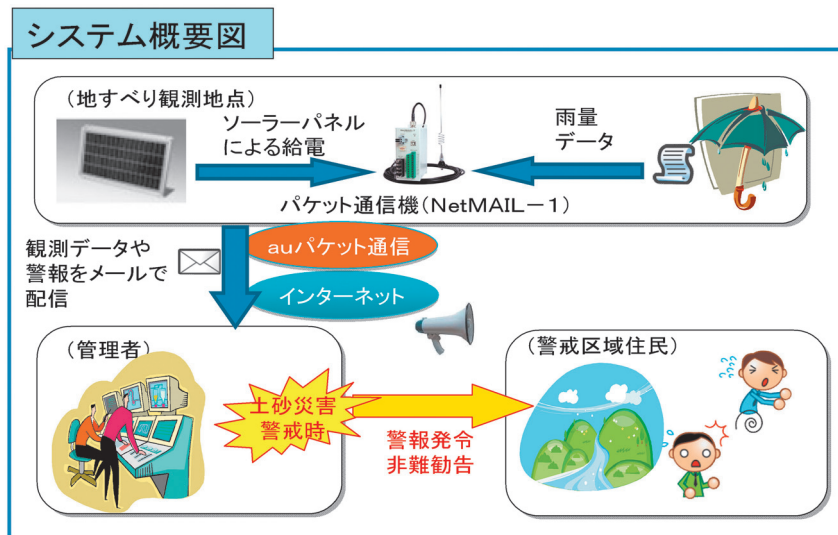 システム概要図
（地すべり観測地点）
ソーラーパネル
による給電
雨量
データ
パケット通信機（NetMAIL－1）
観測データや
警報をメールで
配信
auパケット通信
インターネット
（管理者）
土砂災害
警戒時
警報発令
非難勧告
（警戒区域住民）